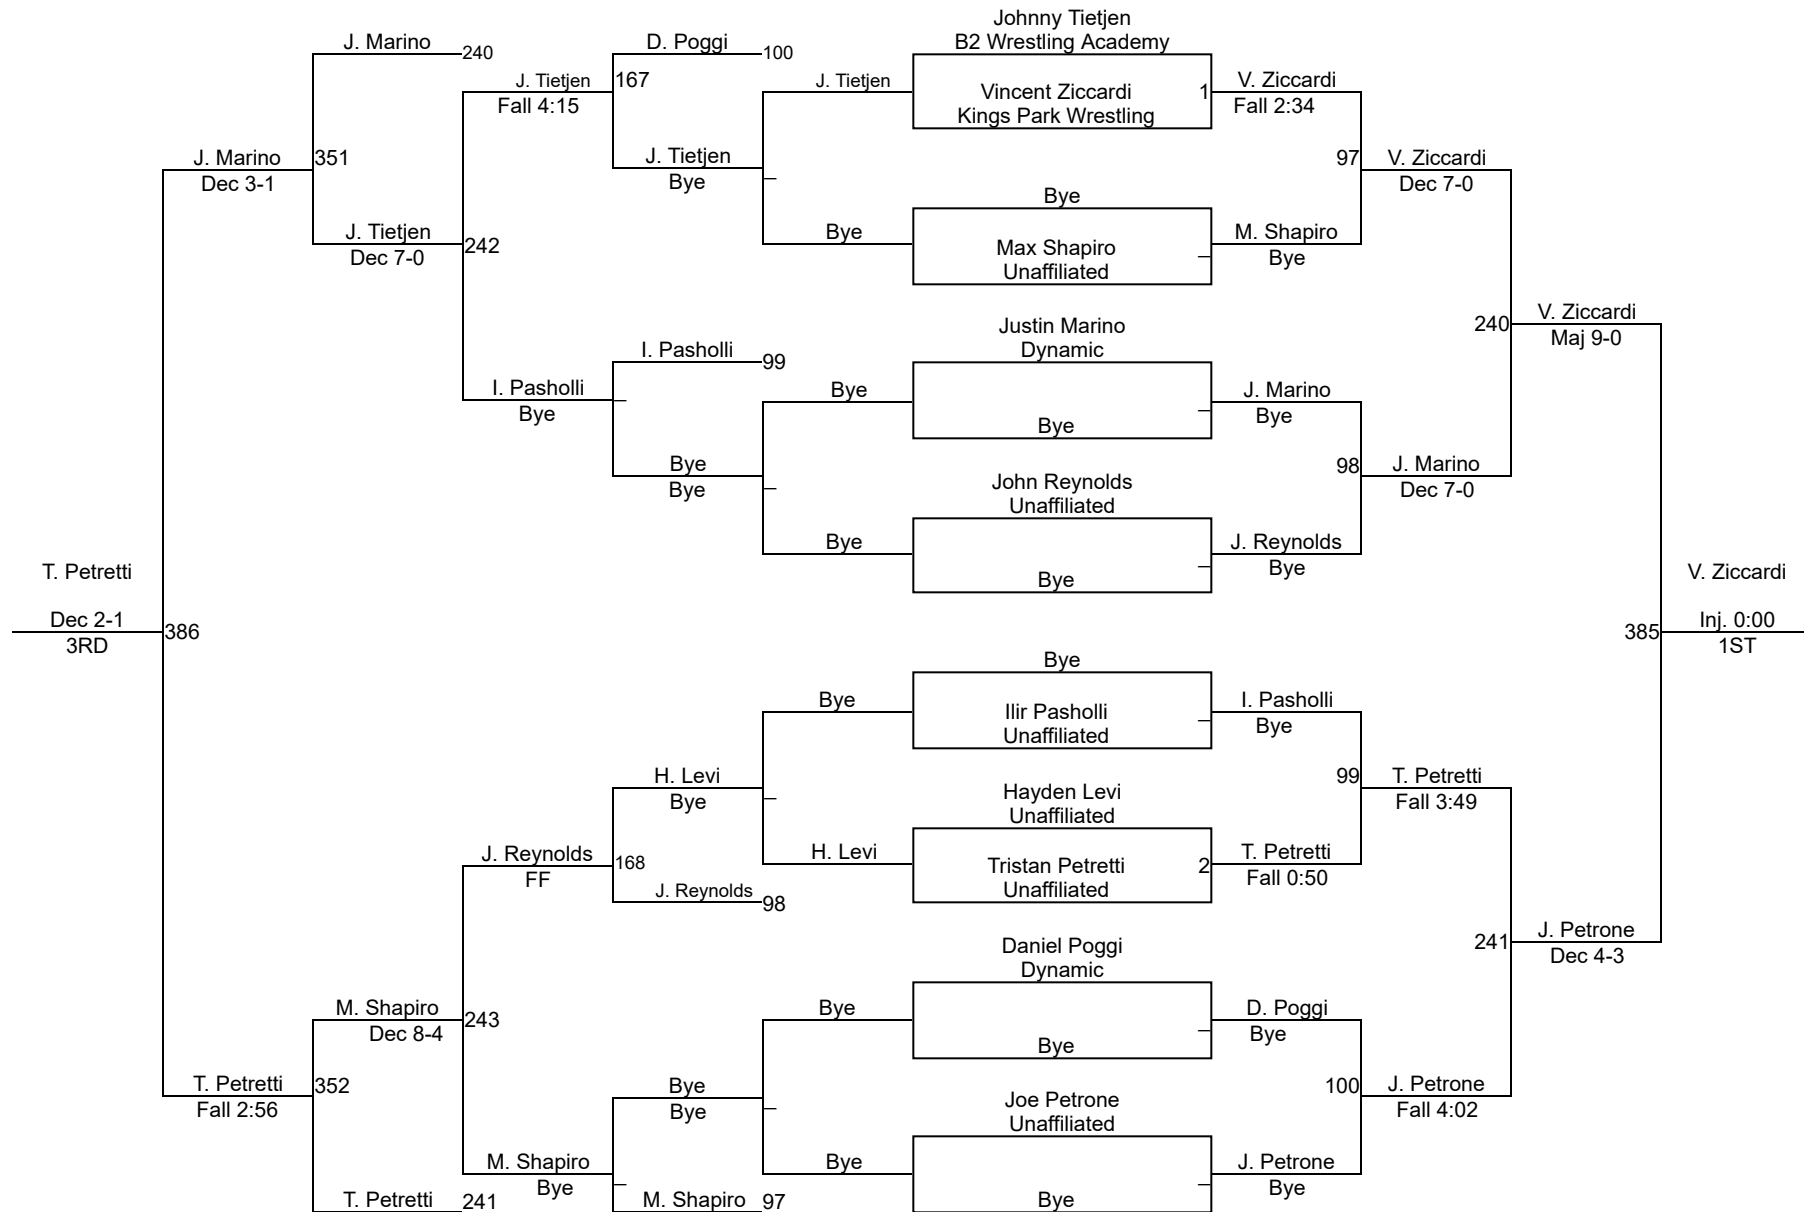 Johnny Tietjen
B2 Wrestling Academy
J. Marino
240
D. Poggi
100
J. Tietjen
Fall 4:15
167
J. Tietjen
Vincent Ziccardi
Kings Park Wrestling
1
V. Ziccardi
Fall 2:34
J. Marino
Dec 3-1
351
J. Tietjen
Bye
97
V. Ziccardi
Dec 7-0
Bye
J. Tietjen
Dec 7-0
242
Bye
Max Shapiro
Unaffiliated
M. Shapiro
Bye
Justin Marino
Dynamic
240
V. Ziccardi
Maj 9-0
I. Pasholli
99
I. Pasholli
Bye
Bye
Bye
J. Marino
Bye
Bye
Bye
98
J. Marino
Dec 7-0
John Reynolds
Unaffiliated
Bye
Bye
J. Reynolds
Bye
T. Petretti
Dec 2-1
3RD
386
V. Ziccardi
385
Inj. 0:00
1ST
Bye
Bye
Ilir Pasholli
Unaffiliated
I. Pasholli
Bye
H. Levi
Bye
99
T. Petretti
Fall 3:49
Hayden Levi
Unaffiliated
J. Reynolds
FF
168
H. Levi
Tristan Petretti
Unaffiliated
2
T. Petretti
Fall 0:50
J. Reynolds
98
241
J. Petrone
Dec 4-3
Daniel Poggi
Dynamic
M. Shapiro
Dec 8-4
243
Bye
Bye
D. Poggi
Bye
T. Petretti
Fall 2:56
352
Bye
Bye
100
J. Petrone
Fall 4:02
Joe Petrone
Unaffiliated
M. Shapiro
Bye
Bye
Bye
J. Petrone
Bye
T. Petretti
241
M. Shapiro
97